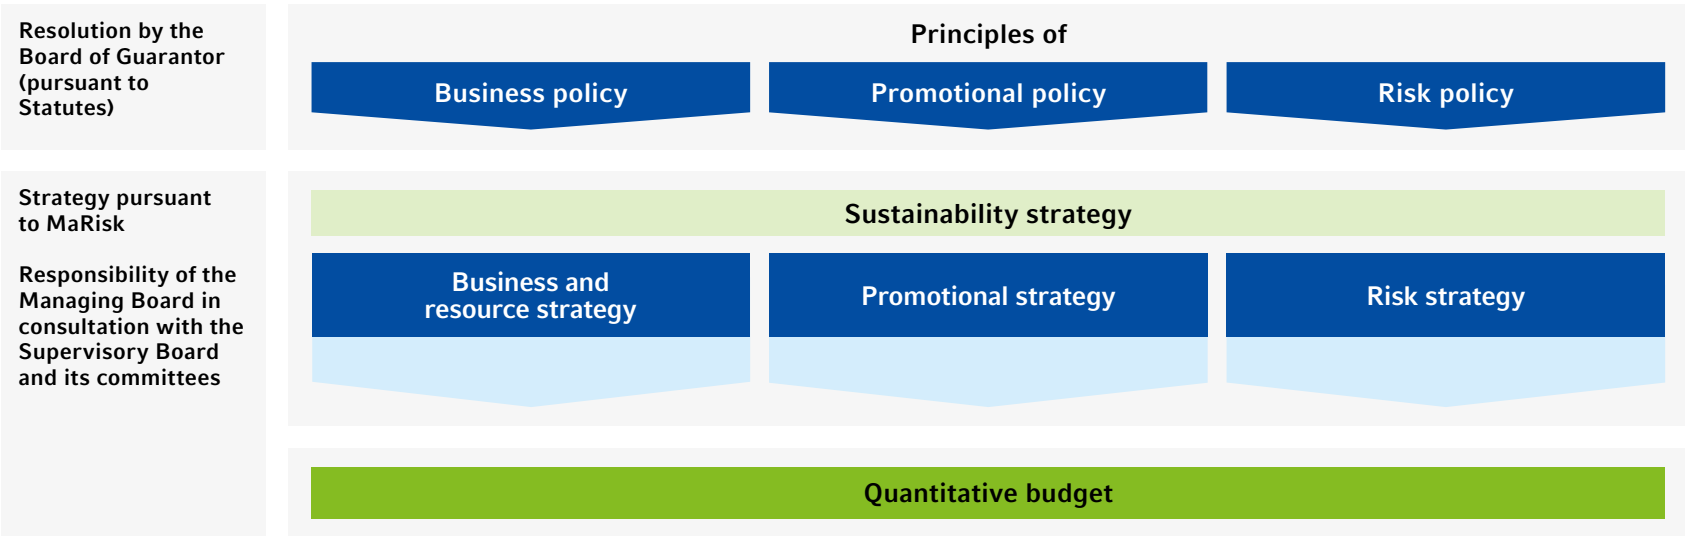 Resolution by the
Board of Guarantor
(pursuant to
Statutes)
Principles of
Business policy
Promotional policy
Risk policy
Strategy pursuant
to MaRisk
Responsibility of the
Managing Board in
consultation with the
Supervisory Board
and its committees
Sustainability strategy
Business and
resource strategy
Promotional strategy
Risk strategy
Quantitative budget